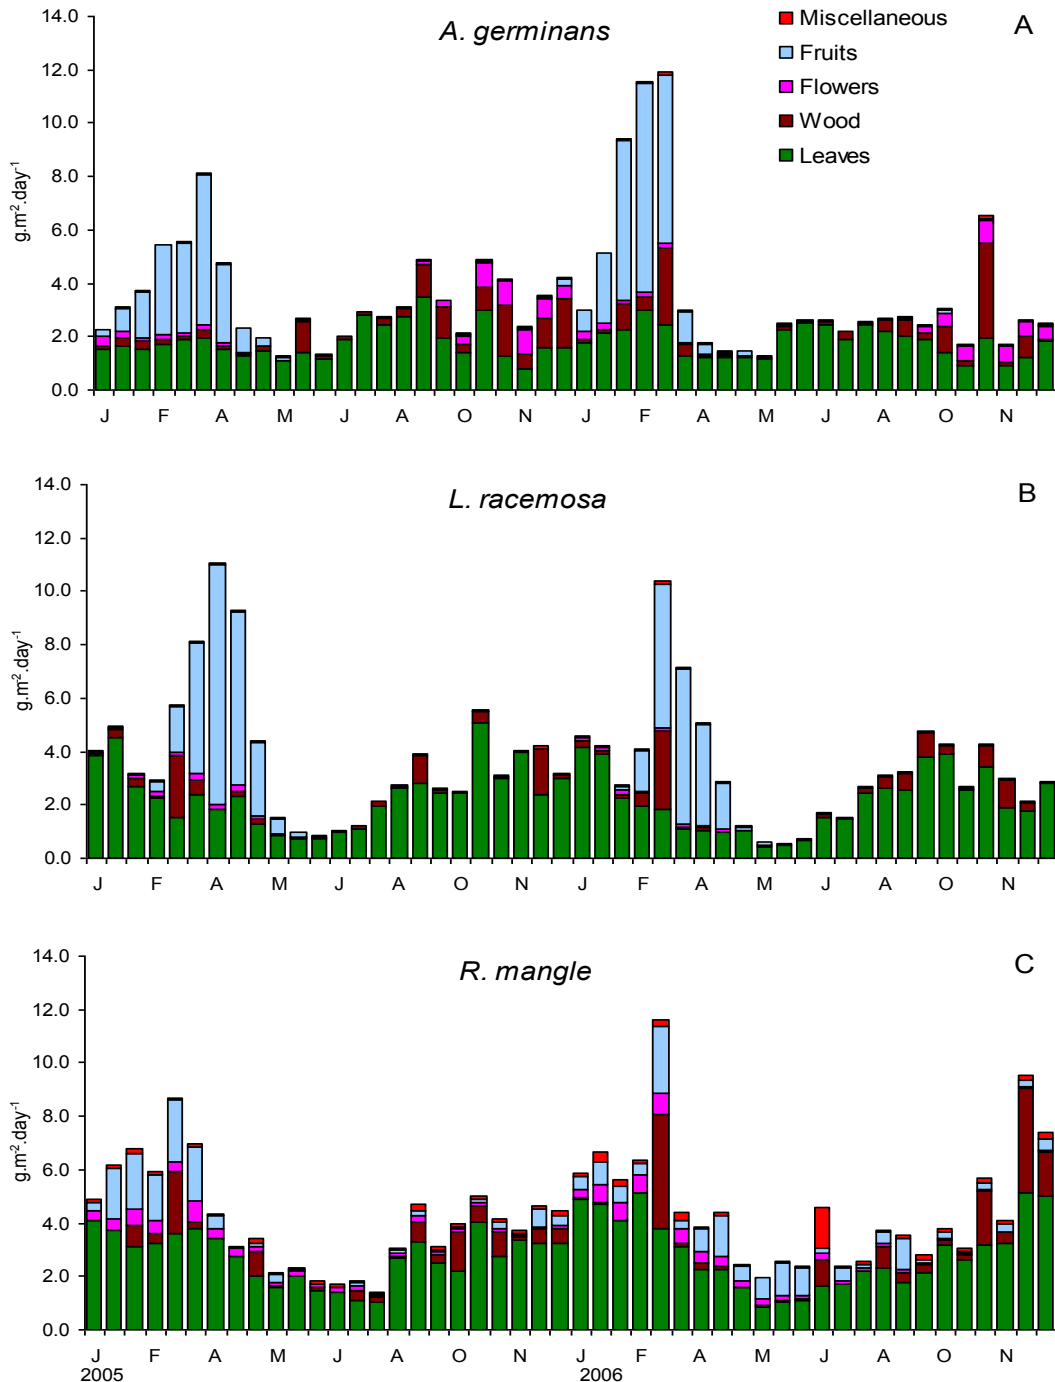 14.0
12.0
10.0
8.0
6.0
4.0
2.0
0.0
g.m-2.day-1
A. germinans
A
Miscellaneous
Fruits
Flowers
Wood
Leaves
J F A M J A O N J F A M J A O N
14.0
12.0
10.0
8.0
6.0
4.0
2.0
0.0
g.m-2.day-1
L. racemosa
B
J F A M J A O N J F A M J A O N
14.0
12.0
10.0
8.0
6.0
4.0
2.0
0.0
g.m-2.day-1
R. mangle
C
J F A M J A O N J F A M J A O N
2005 2006